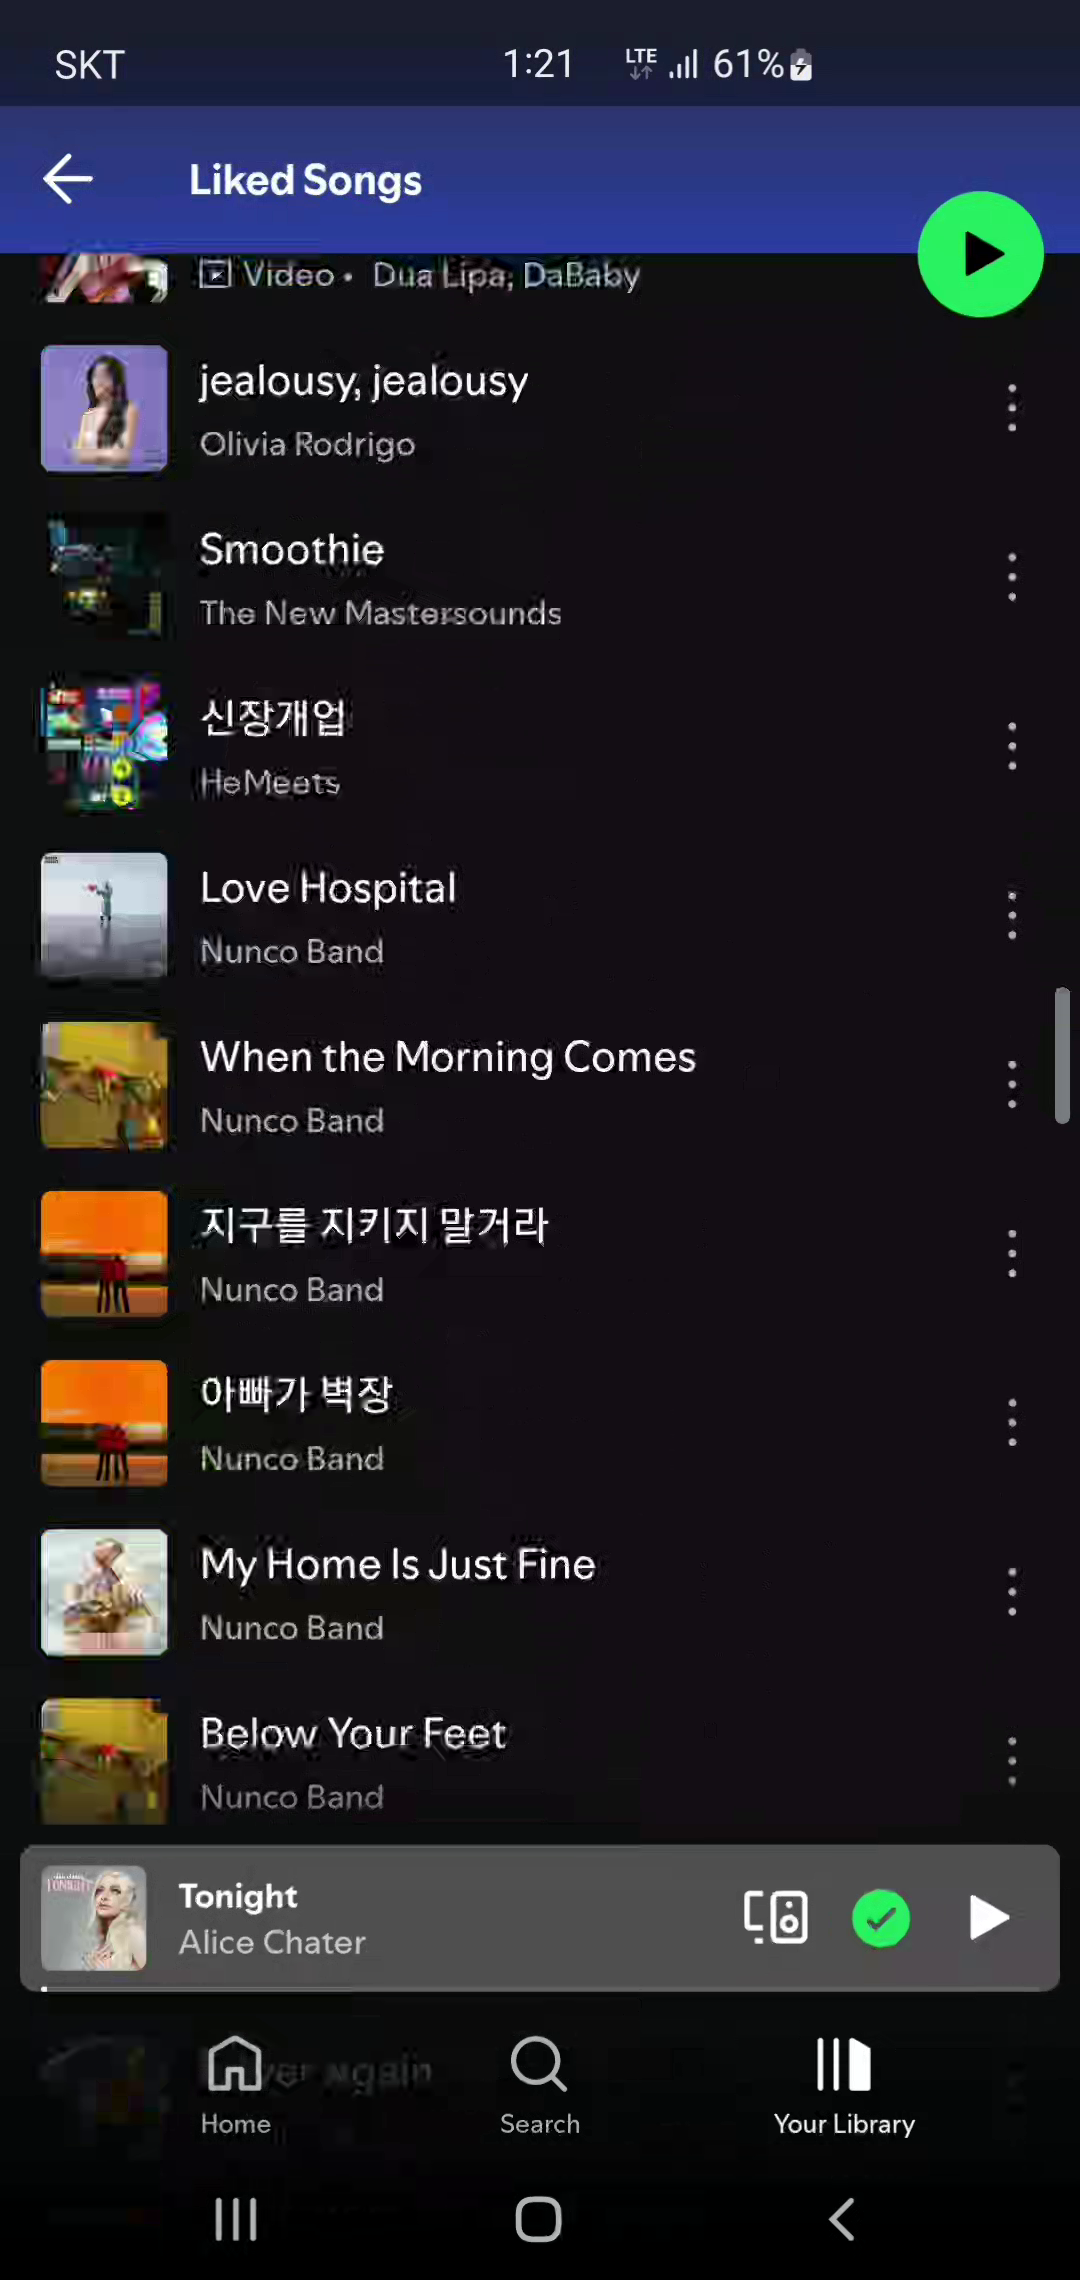 SKT
1:21
LTE
61%
Liked Songs
Video • Dua Lipa, DaBaby
jealousy, jealousy
Olivia Rodrigo
Smoothie
The New Mastersounds
신장개업
HeMeets
Love Hospital
Nunco Band
When the Morning Comes
Nunco Band
지구를 지키지 말거라
Nunco Band
아빠가 벽장
Nunco Band
My Home Is Just Fine
Nunco Band
Below Your Feet
Nunco Band
TONIGHT
Tonight
Alice Chater
again
Home
Search
Your Library